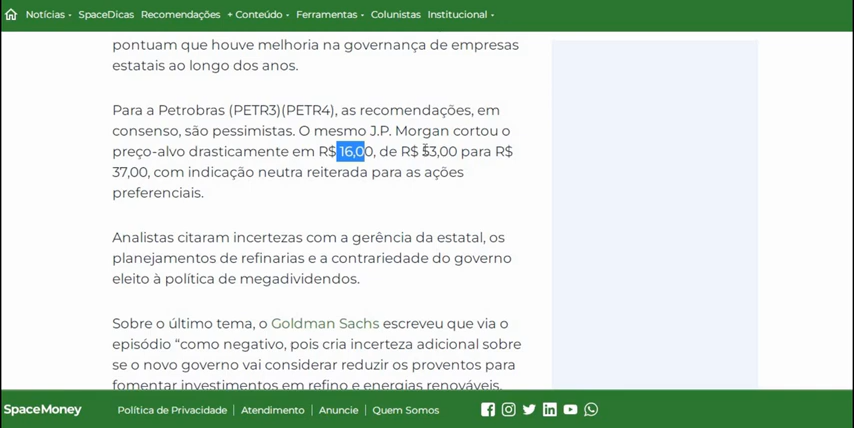 Notícias SpaceDicas Recomendações + Conteúdo Ferramentas Colunistas Institucional
pontuam que houve melhoria na governança de empresas
estatais ao longo dos anos.
Para a Petrobras (PETR3)(PETR4), as recomendações, em
consenso, são pessimistas. O mesmo J.P. Morgan cortou o
preço-alvo drasticamente em R$ 16,00, de R$ 53,00 para R$
37,00, com indicação neutra reiterada para as ações
preferenciais.
Analistas citaram incertezas com a gerência da estatal, os
planejamentos de refinarias e a contrariedade do governo
eleito à política de megadividendos.
Sobre o último tema, o Goldman Sachs escreveu que via o
episódio “como negativo, pois cria incerteza adicional sobre
se o novo governo vai considerar reduzir os proventos para
fomentar investimentos em refino e energias renováveis.
SpaceMoney Política de Privacidade Atendimento Anuncie Quem Somos